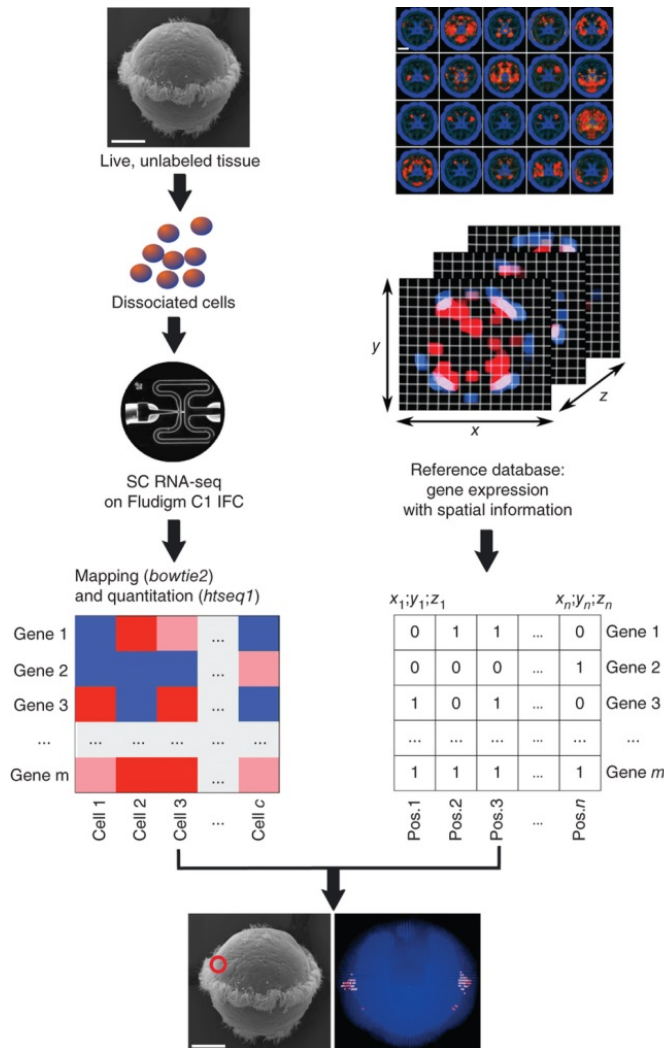 Live, unlabeled tissue
Dissociated cells
SC RNA-seq
on Fludigm C1 IFC
Mapping (bowtie2)
and quantitation (htseq1)
Gene 1
Gene 2
Gene 3
...
Gene m
...
...
...
... ... ... ... ...
...
Cell 1
Cell 2
Cell 3
...
Cell c
y
x
z
Reference database:
gene expression
with spatial information
x1;y1;z1
xn;yn;zn
0 1 1 ... 0 Gene 1
0 0 0 ... 1 Gene 2
1 0 1 ... 0 Gene 3
... ... ... ... ... ...
1 1 1 ... 1 Gene m
Pos.1
Pos.2
Pos.3
...
Pos.n